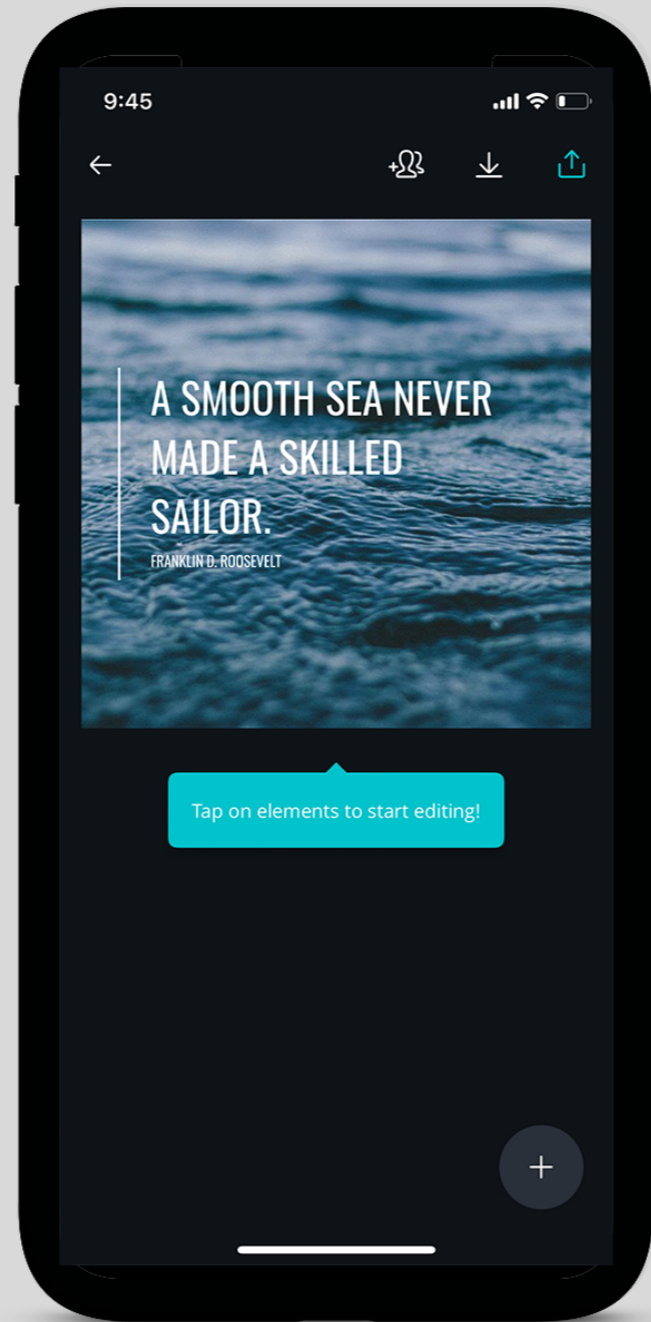 9:45
A SMOOTH SEA NEVER
MADE A SKILLED
SAILOR.
FRANKLIN D. ROOSEVELT
Tap on elements to start editing!